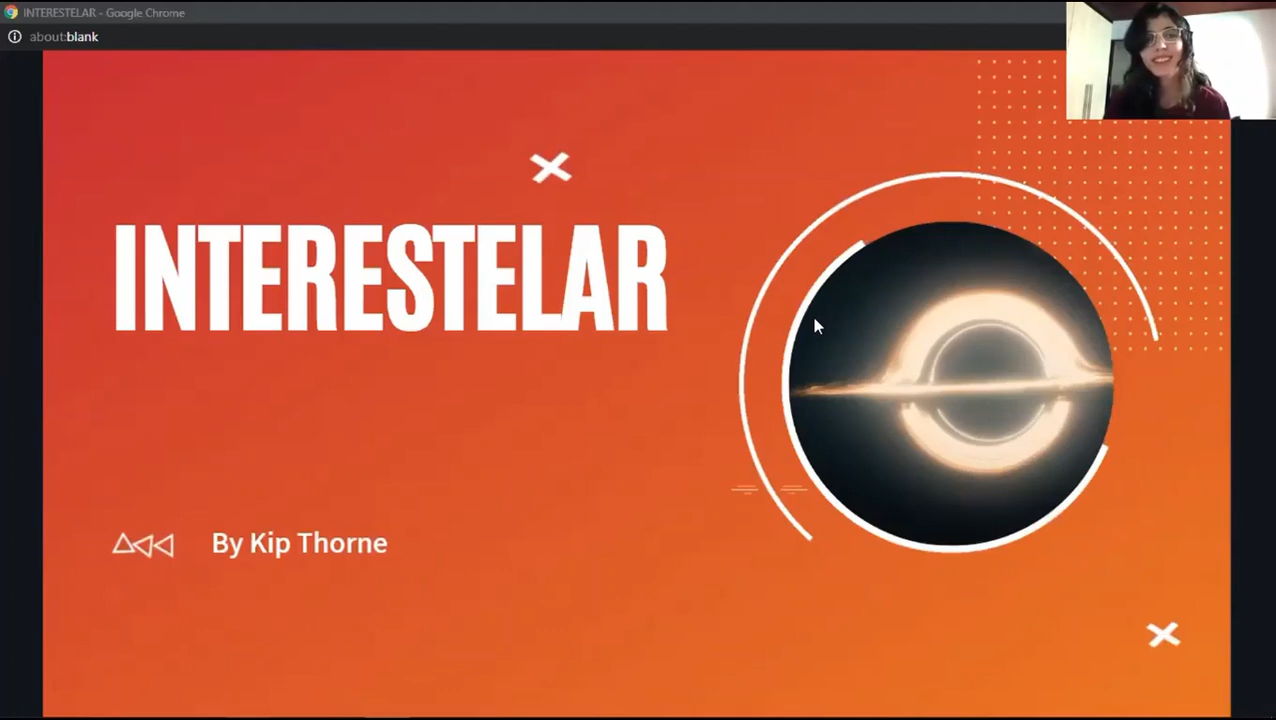 INTERESTELAR - Google Chrome
about:blank
INTERESTELAR
By Kip Thorne